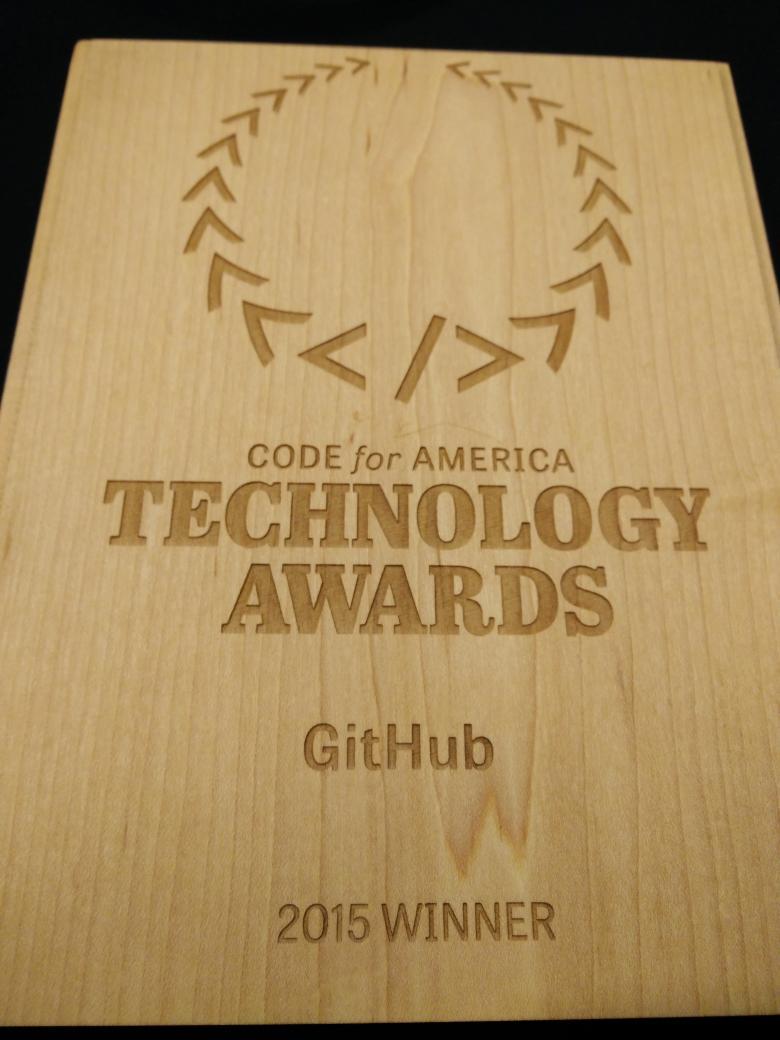 </>
CODE for AMERICA
TECHNOLOGY
AWARDS
GitHub
2015 WINNER